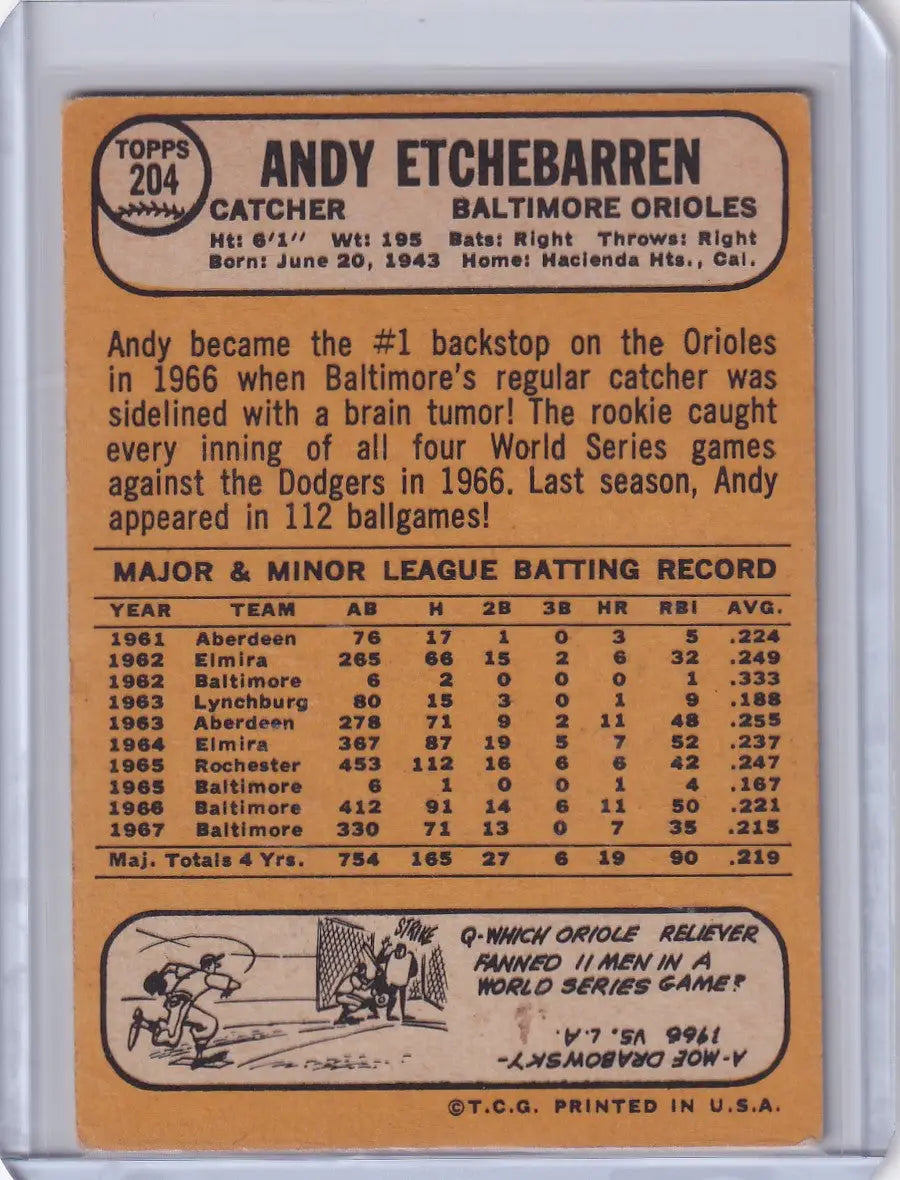 TOPPS
204
ANDY ETCHEBARREN
CATCHER BALTIMORE ORIOLES
Ht: 6'1" Wt: 195 Bats: Right Throws: Right
Born: June 20, 1943 Home: Hacienda Hts., Cal.
Andy became the #1 backstop on the Orioles
in 1966 when Baltimore's regular catcher was
sidelined with a brain tumor! The rookie caught
every inning of all four World Series games
against the Dodgers in 1966. Last season, Andy
appeared in 112 ballgames!
MAJOR & MINOR LEAGUE BATTING RECORD
YEAR TEAM AB H 2B 3B HR RBI AVG.
1961 Aberdeen 76 17 1 0 3 5 .224
1962 Elmira 265 66 15 2 6 32 .249
1962 Baltimore 6 2 0 0 0 1 .333
1963 Lynchburg 80 15 3 0 1 9 .188
1963 Aberdeen 278 71 9 2 11 48 .255
1964 Elmira 367 87 19 5 7 52 .237
1965 Rochester 453 112 16 6 6 42 .247
1965 Baltimore 6 1 0 0 1 4 .167
1966 Baltimore 412 91 14 6 11 50 .221
1967 Baltimore 330 71 13 0 7 35 .215
Maj. Totals 4 Yrs. 754 165 27 6 19 90 .219
STRIKE
Q-WHICH ORIOLE RELIEVER
FANNED 11 MEN IN A
WORLD SERIES GAME?
A-MOE DRABOWSKY-
1966 VS. L.A.
©T.C.G. PRINTED IN U.S.A.